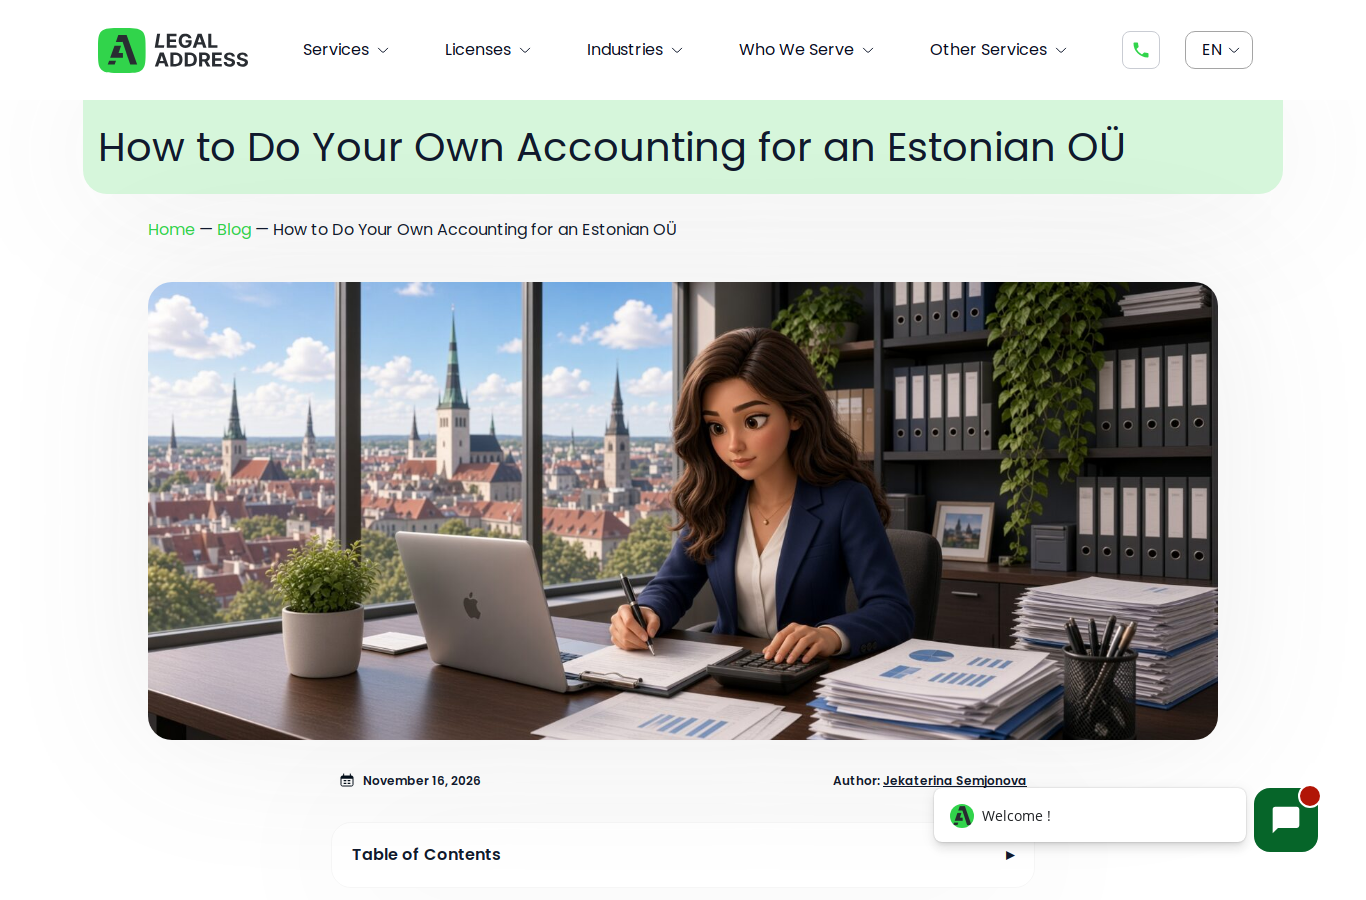 LEGAL
ADDRESS
Services
Licenses
Industries
Who We Serve
Other Services
EN
How to Do Your Own Accounting for an Estonian OÜ
Home — Blog — How to Do Your Own Accounting for an Estonian OÜ
November 16, 2026
Author: Jekaterina Semjonova
Welcome !
Table of Contents